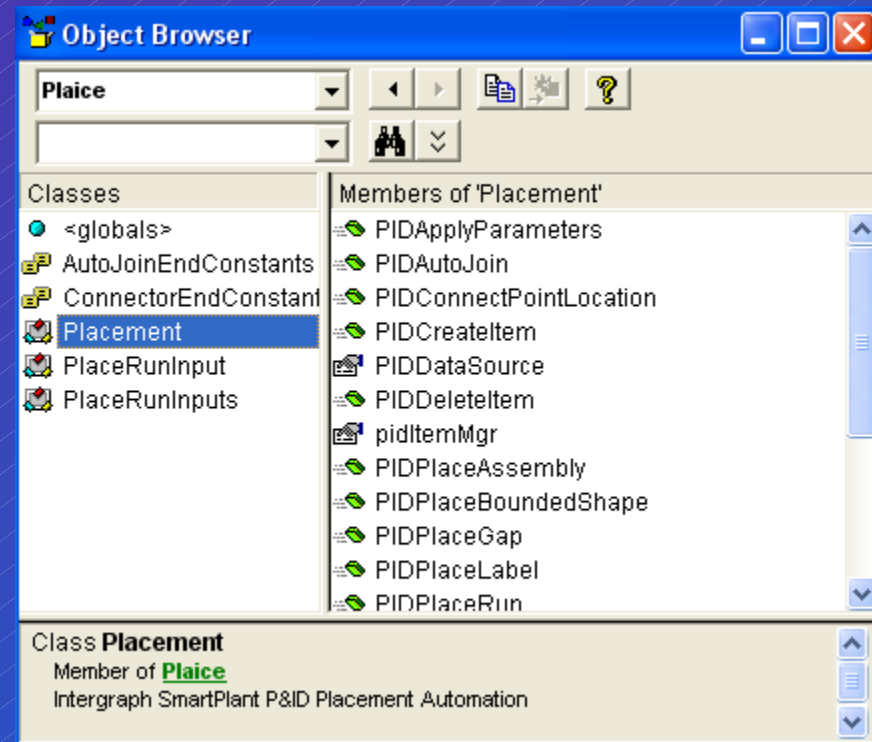 Object Browser
Plaice
Classes
Members of 'Placement'
<globals>
AutoJoinEndConstants
ConnectorEndConstant
Placement
PlaceRunInput
PlaceRunInputs
PIDApplyParameters
PIDAutoJoin
PIDConnectPointLocation
PIDCreateItem
PIDDataSource
PIDDeleteItem
pidItemMgr
PIDPlaceAssembly
PIDPlaceBoundedShape
PIDPlaceGap
PIDPlaceLabel
PIDPlaceRun
Class Placement
Member of Plaice
Intergraph SmartPlant P&ID Placement Automation